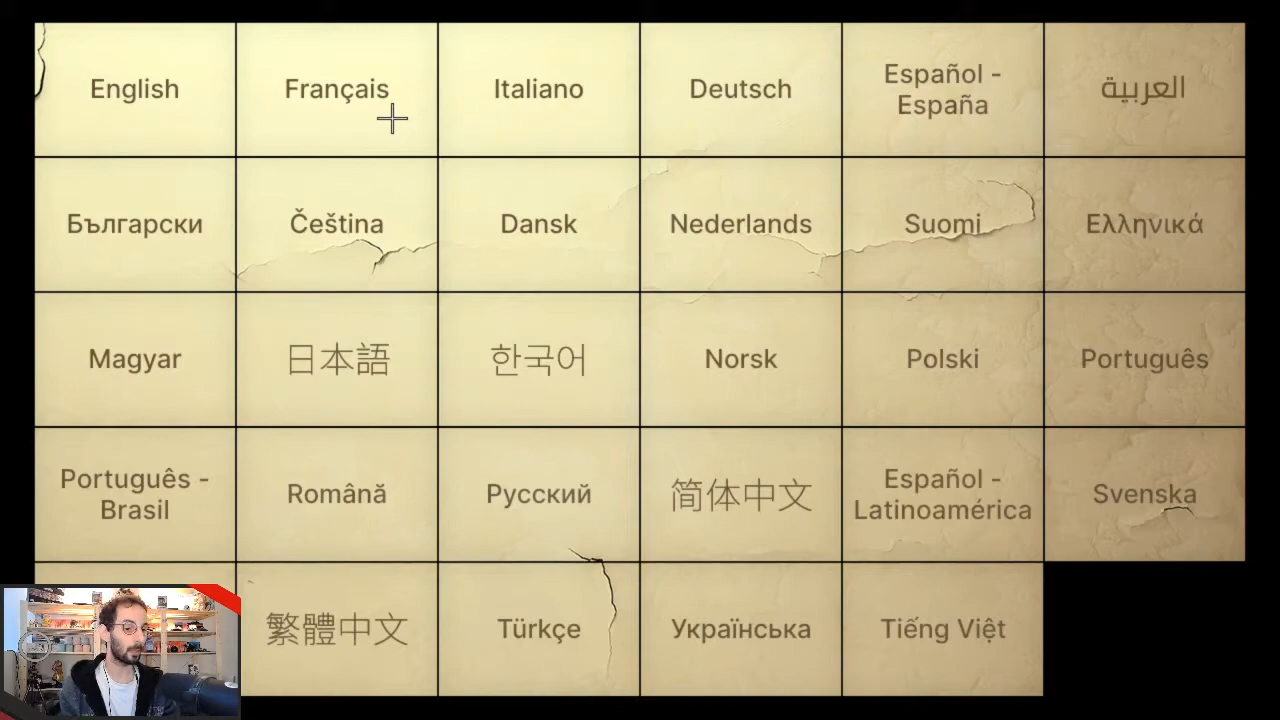 English
Français
Italiano
Deutsch
Español -
España
العربية
Български
Čeština
Dansk
Nederlands
Suomi
Ελληνικά
Magyar
日本語
한국어
Norsk
Polski
Português
Português -
Brasil
Română
Русский
简体中文
Español -
Latinoamérica
Svenska
繁體中文
Türkçe
Українська
Tiếng Việt